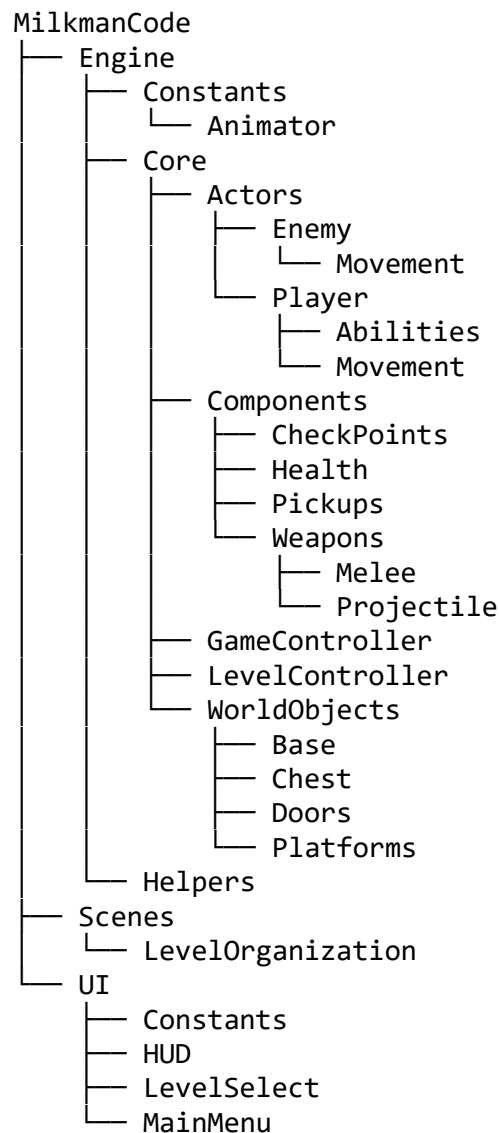 MilkmanCode
├── Engine
│   ├── Constants
│   │   └── Animator
│   ├── Core
│   │   ├── Actors
│   │   │   ├── Enemy
│   │   │   │   └── Movement
│   │   │   └── Player
│   │   │       ├── Abilities
│   │   │       └── Movement
│   │   ├── Components
│   │   │   ├── CheckPoints
│   │   │   ├── Health
│   │   │   ├── Pickups
│   │   │   └── Weapons
│   │   │       ├── Melee
│   │   │       └── Projectile
│   │   ├── GameController
│   │   ├── LevelController
│   │   └── WorldObjects
│   │       ├── Base
│   │       ├── Chest
│   │       ├── Doors
│   │       └── Platforms
│   └── Helpers
├── Scenes
│   └── LevelOrganization
└── UI
    ├── Constants
    ├── HUD
    ├── LevelSelect
    └── MainMenu